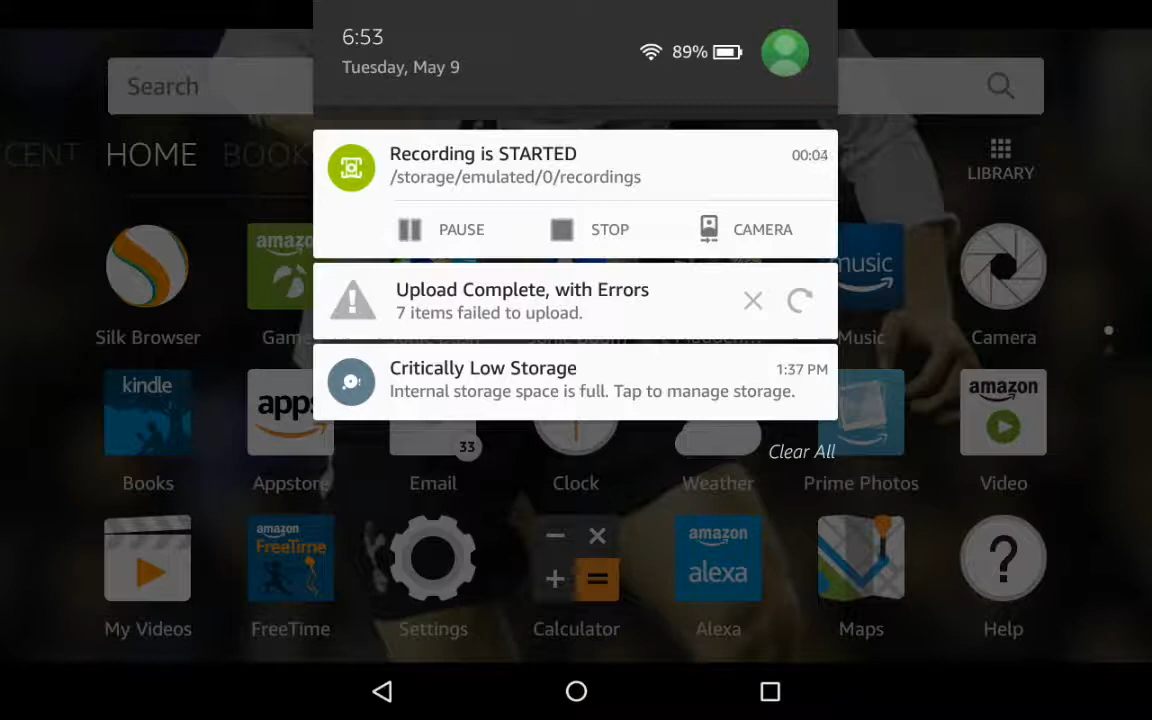 6:53
89%
Tuesday, May 9
Search
HOME
LIBRARY
Recording is STARTED
00:04
/storage/emulated/0/recordings
PAUSE
STOP
CAMERA
Upload Complete, with Errors
7 items failed to upload.
Critically Low Storage
1:37 PM
Internal storage space is full. Tap to manage storage.
Clear All
music
Silk Browser
Music
Camera
kindle
apps
33
amazon
Books
Appstore
Email
Clock
Weather
Prime Photos
Video
amazon
FreeTime
amazon
alexa
?
My Videos
FreeTime
Settings
Calculator
Alexa
Maps
Help